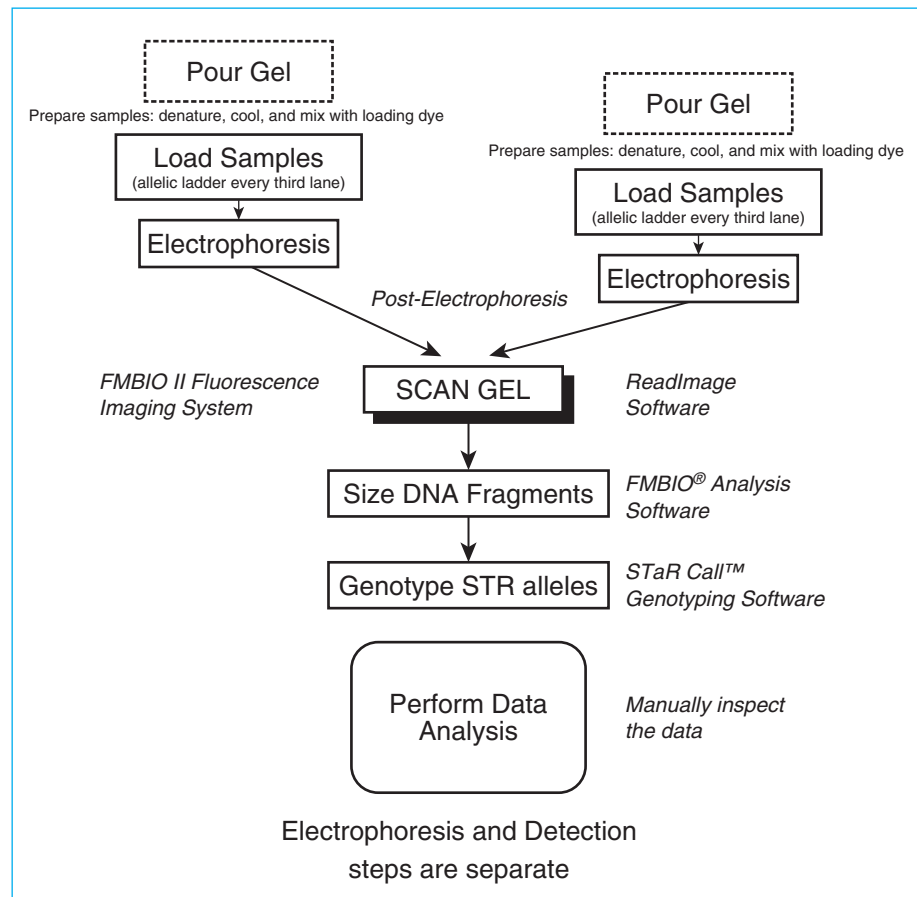 Pour Gel
Prepare samples: denature, cool, and mix with loading dye
Load Samples
(allelic ladder every third lane)
Electrophoresis
Pour Gel
Prepare samples: denature, cool, and mix with loading dye
Load Samples
(allelic ladder every third lane)
Electrophoresis
Post-Electrophoresis
FMBIO II Fluorescence
Imaging System
SCAN GEL
ReadImage
Software
Size DNA Fragments
FMBIO® Analysis
Software
Genotype STR alleles
STaR Call™
Genotyping Software
Perform Data
Analysis
Manually inspect
the data
Electrophoresis and Detection
steps are separate